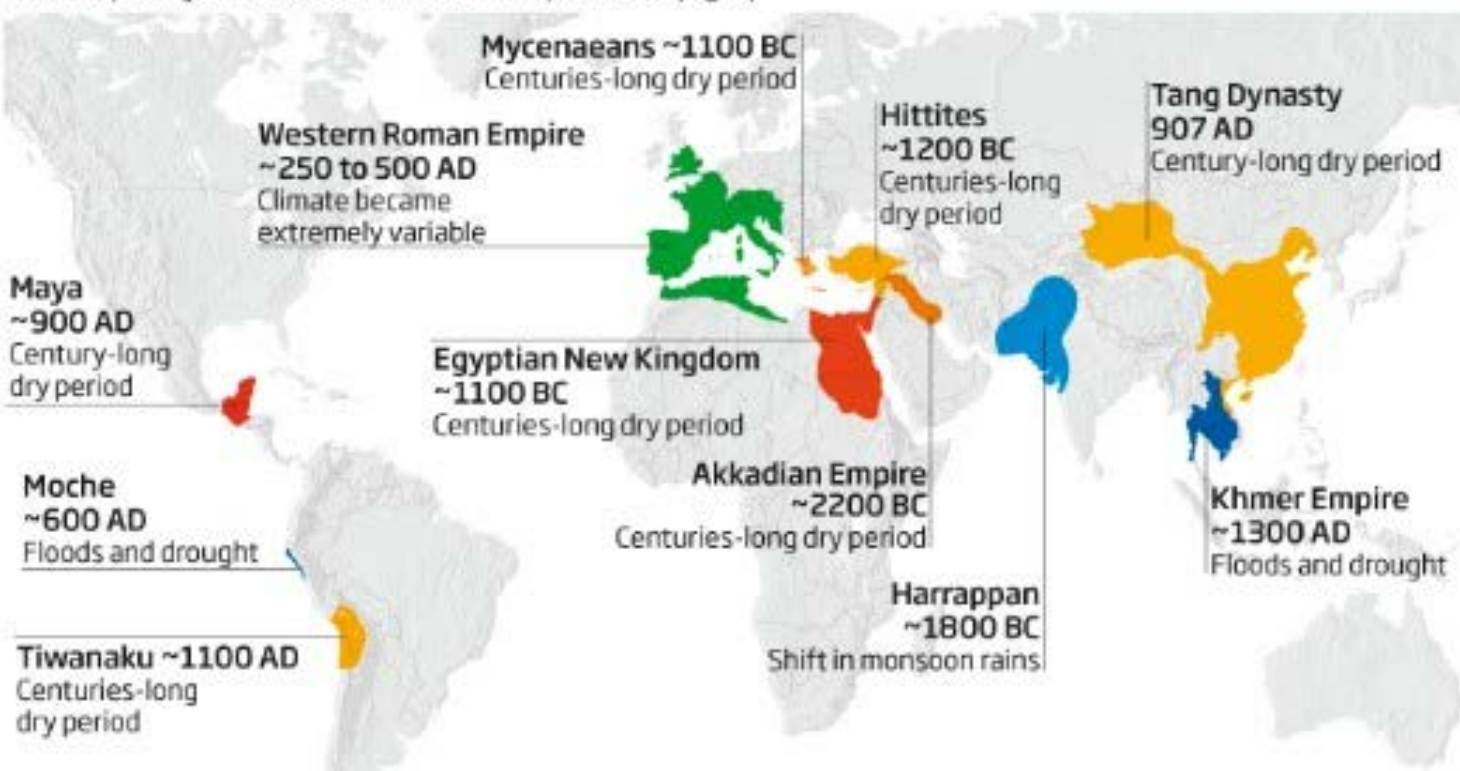 Mycenaeans ~1100 BC
Centuries-long dry period
Western Roman Empire
~250 to 500 AD
Climate became
extremely variable
Hittites
~1200 BC
Centuries-long
dry period
Tang Dynasty
907 AD
Century-long dry period
Maya
~900 AD
Century-long
dry period
Egyptian New Kingdom
~1100 BC
Centuries-long dry period
Moche
~600 AD
Floods and drought
Akkadian Empire
~2200 BC
Centuries-long dry period
Khmer Empire
~1300 AD
Floods and drought
Harrappan
~1800 BC
Shift in monsoon rains
Tiwanaku ~1100 AD
Centuries-long
dry period